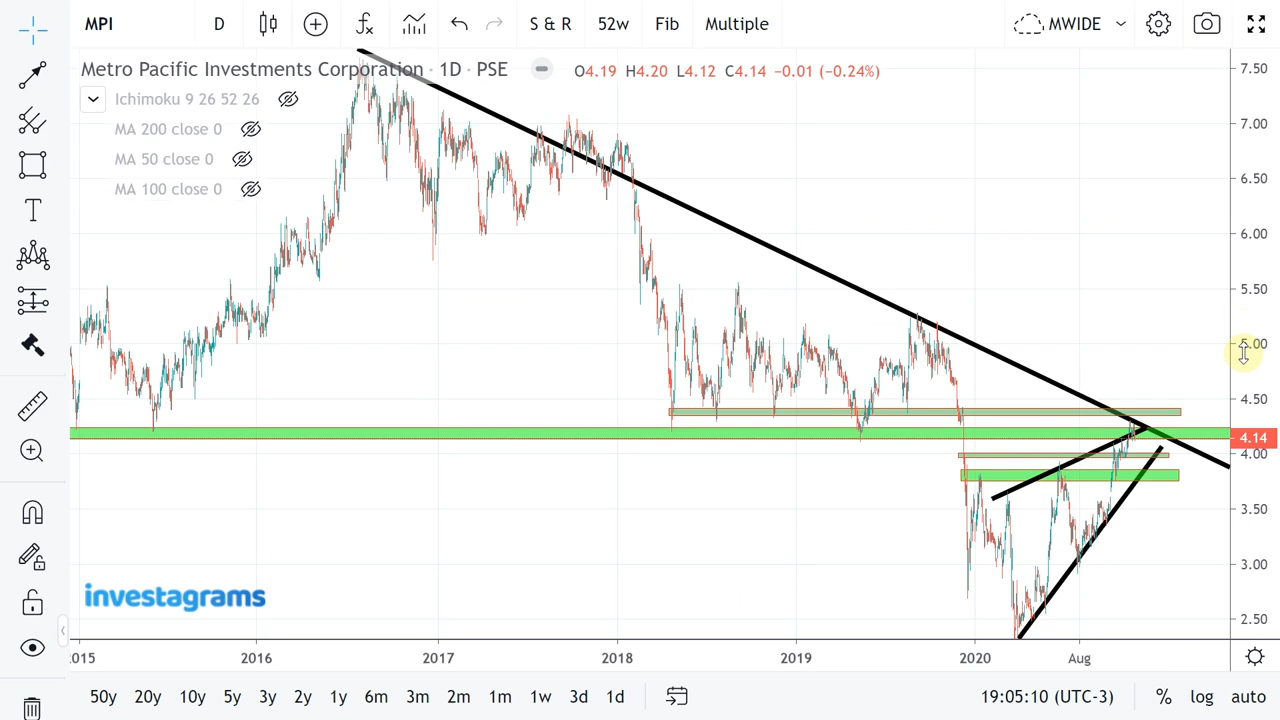 MPI D S & R 52w Fib Multiple MWIDE
Metro Pacific Investments Corporation · 1D · PSE O4.19 H4.20 L4.12 C4.14 −0.01 (−0.24%)
Ichimoku 9 26 52 26
MA 200 close 0
MA 50 close 0
MA 100 close 0
7.50
7.00
6.50
6.00
5.50
5.00
4.50
4.14
4.00
3.50
3.00
2.50
investagrams
2015 2016 2017 2018 2019 2020 Aug
50y 20y 10y 5y 3y 2y 1y 6m 3m 2m 1m 1w 3d 1d 19:05:10 (UTC-3) % log auto